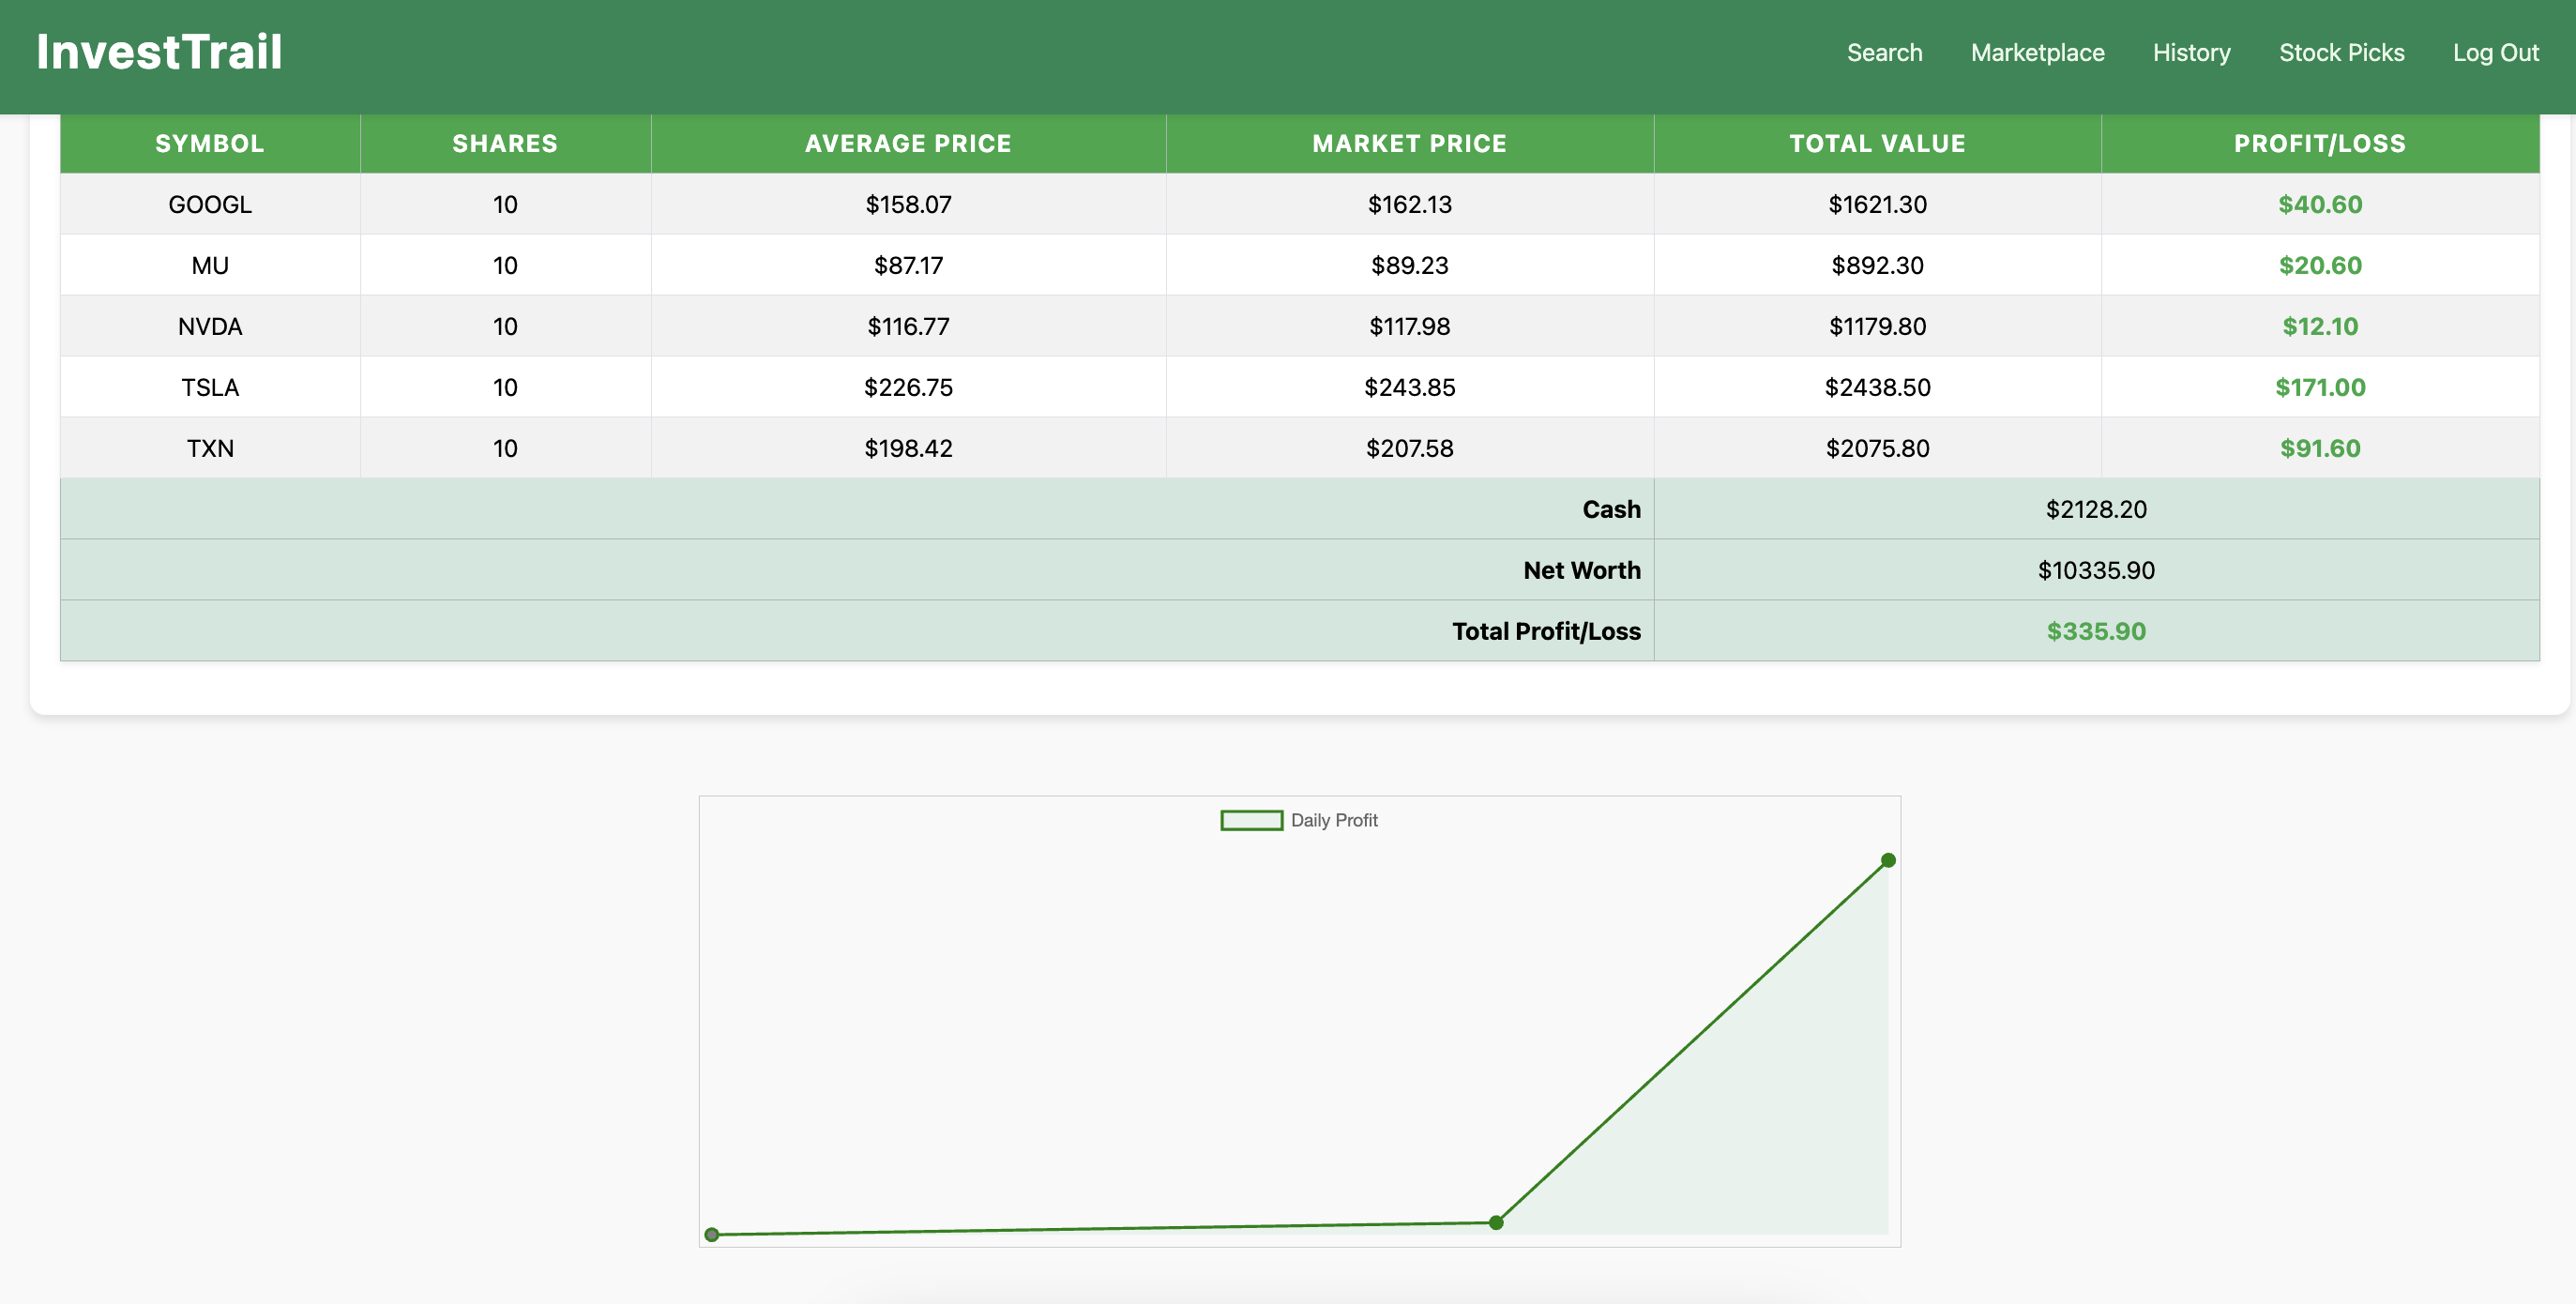 InvestTrail Search Marketplace History Stock Picks Log Out
SYMBOL SHARES AVERAGE PRICE MARKET PRICE TOTAL VALUE PROFIT/LOSS
GOOGL 10 $158.07 $162.13 $1621.30 $40.60
MU 10 $87.17 $89.23 $892.30 $20.60
NVDA 10 $116.77 $117.98 $1179.80 $12.10
TSLA 10 $226.75 $243.85 $2438.50 $171.00
TXN 10 $198.42 $207.58 $2075.80 $91.60
Cash $2128.20
Net Worth $10335.90
Total Profit/Loss $335.90
Daily Profit